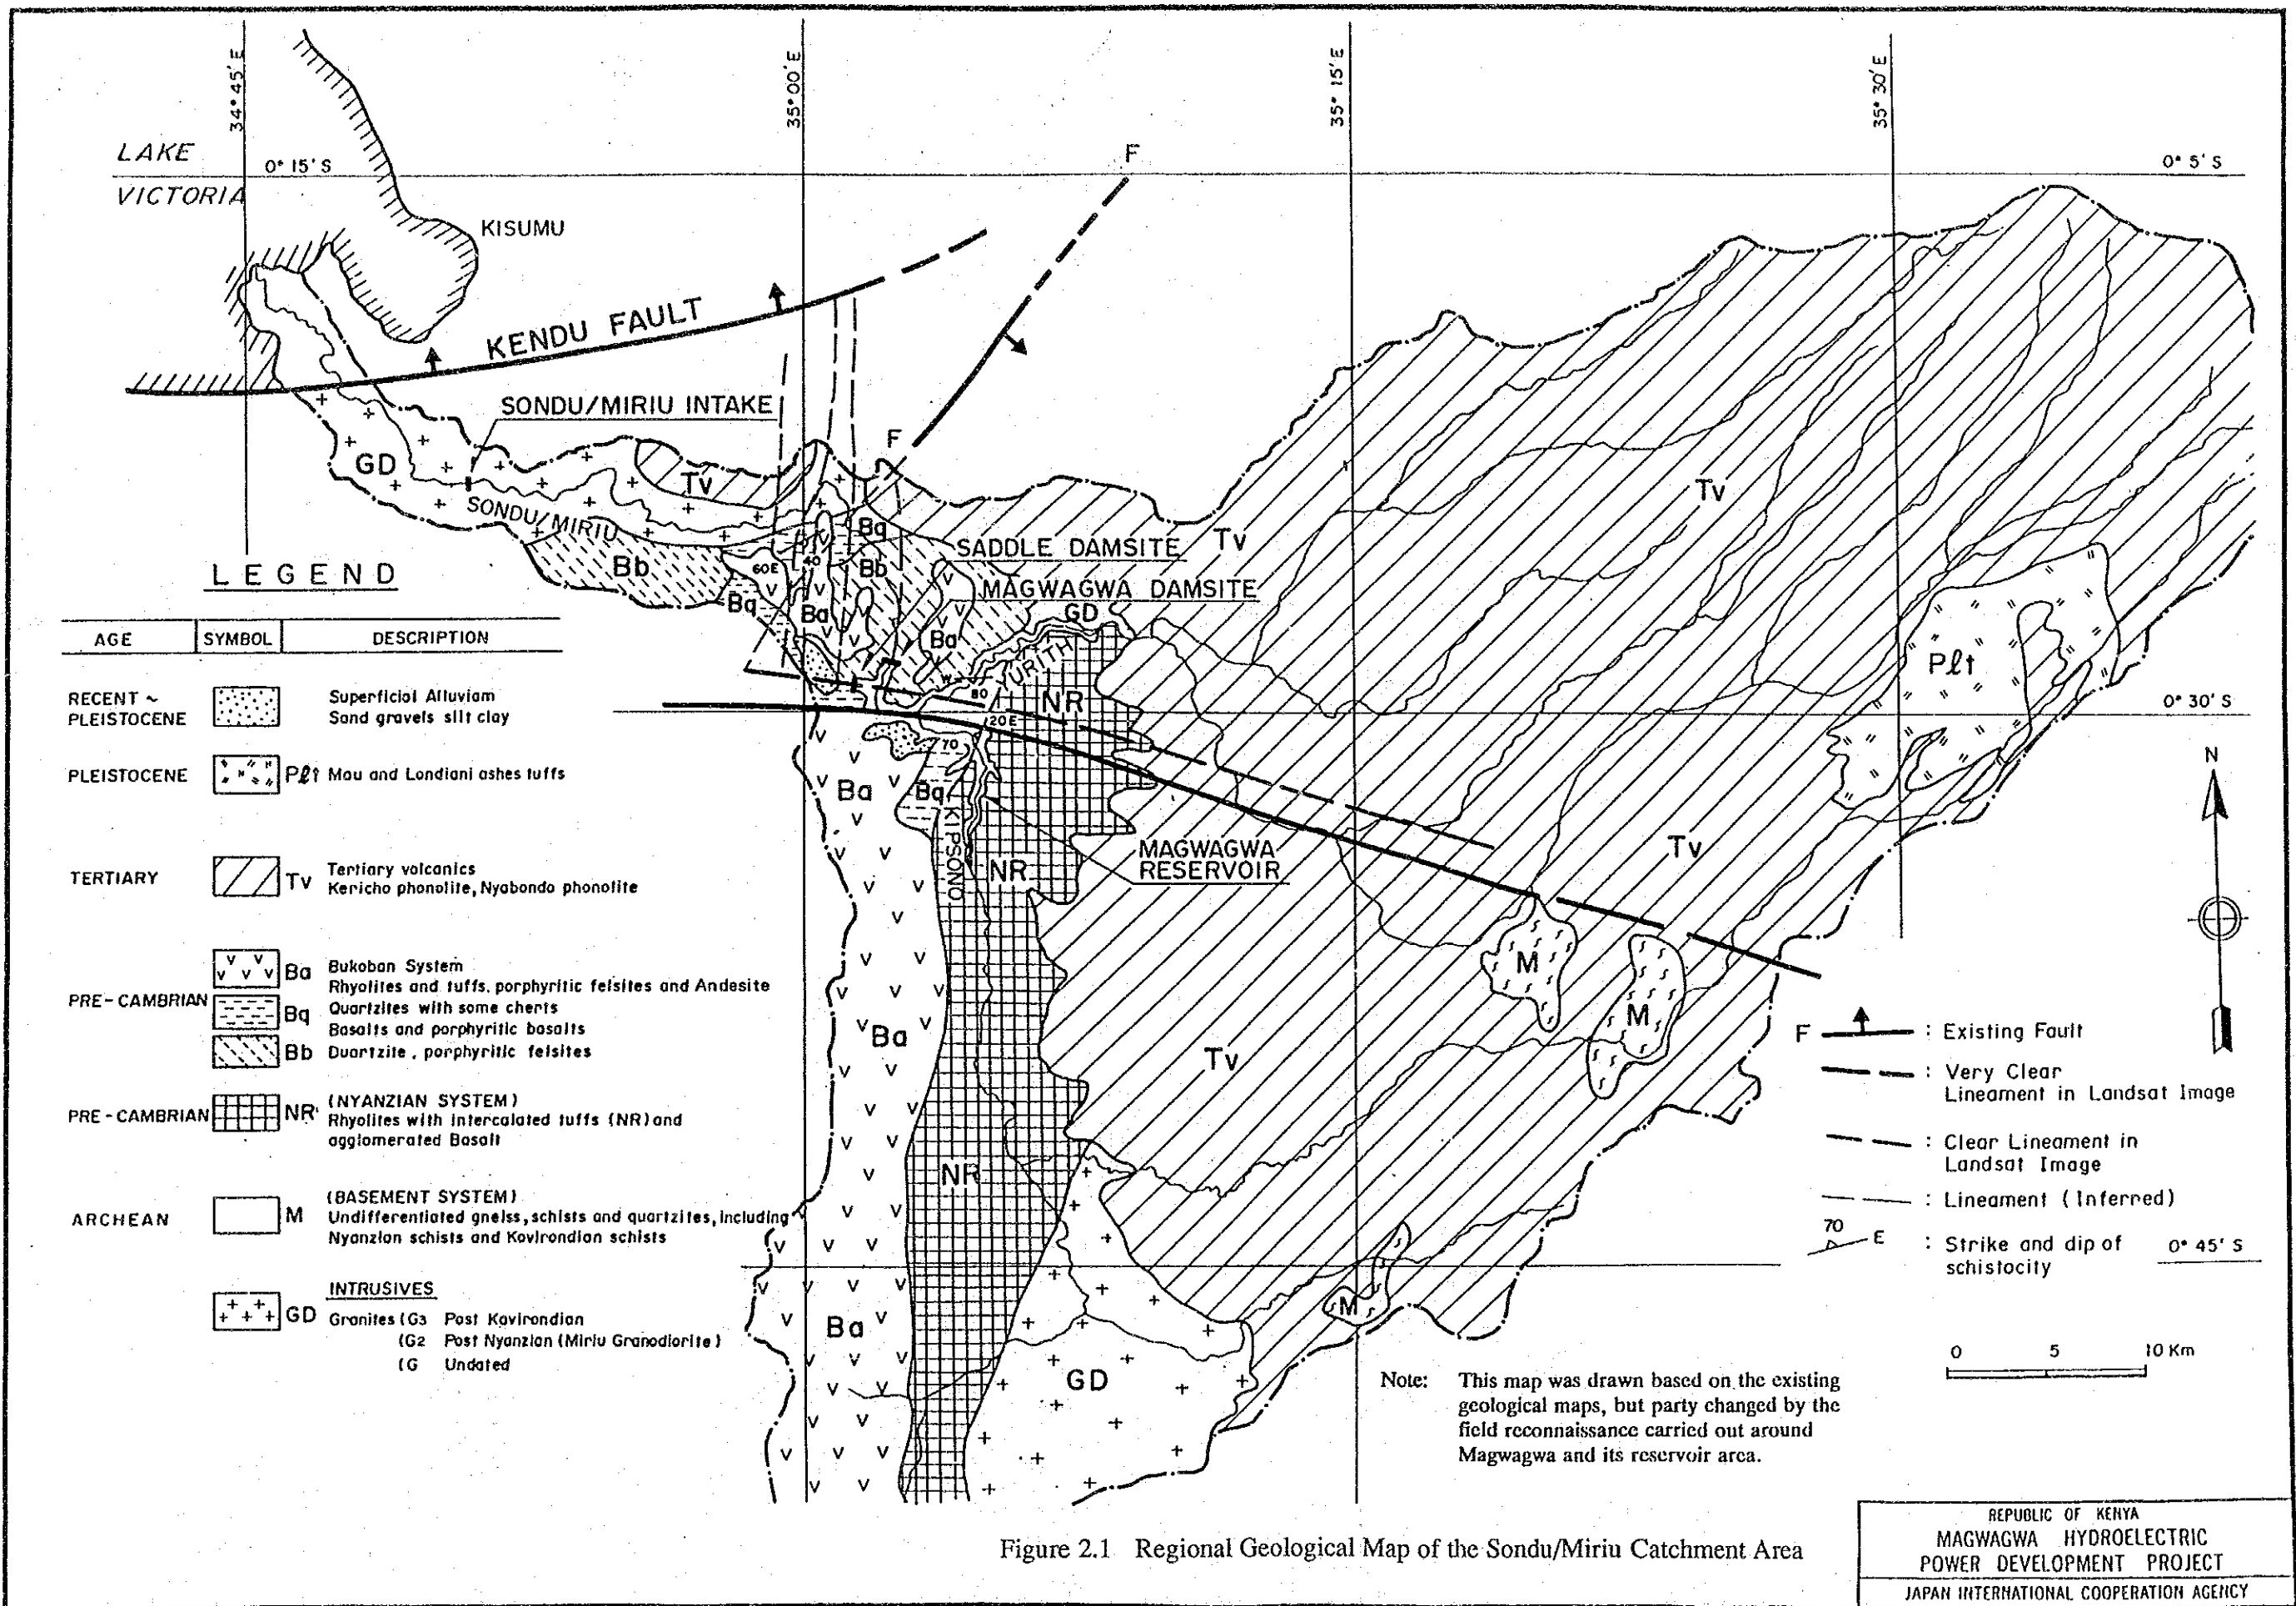 34° 45' E
35° 00' E
35° 15' E
35° 30' E
LAKE
VICTORIA
0° 15' S
0° 5' S
F
KISUMU
KENDU FAULT
SONDU/MIRIU INTAKE
F
GD
Tv
Tv
SONDU/MIRIU
Bq
SADDLE DAMSITE
Tv
Bb
60E
40
Bb
MAGWAGWA DAMSITE
Bq
Ba
GD
Ba
URITH
Plt
80
NR
20E
0° 30' S
70
N
Ba
Bq
KIPSONO
MAGWAGWA
RESERVOIR
Tv
NR
M
M
Ba
Tv
NR
M
Ba
GD
LEGEND
AGE SYMBOL DESCRIPTION
RECENT ~
PLEISTOCENE
Superficial Alluviam
Sand gravels silt clay
PLEISTOCENE Plt Mau and Londiani ashes tuffs
TERTIARY Tv Tertiary volcanics
Kericho phonolite, Nyabondo phonolite
PRE-CAMBRIAN
Ba Bukoban System
Rhyolites and tuffs. porphyritic felsites and Andesite
Bq Quartzites with some cherts
Basalts and porphyritic basalts
Bb Duartzite, porphyritic felsites
PRE-CAMBRIAN NR (NYANZIAN SYSTEM)
Rhyolites with Intercalated tuffs (NR) and
agglomerated Basalt
ARCHEAN M (BASEMENT SYSTEM)
Undifferentiated gneiss, schists and quartzites, including
Nyanzian schists and Kovirondian schists
INTRUSIVES
GD Granites (G3 Post Kavirondian
(G2 Post Nyanzian (Miriu Granodiorite)
(G Undated
F : Existing Fault
: Very Clear
Lineament in Landsat Image
: Clear Lineament in
Landsat Image
: Lineament (Inferred)
70 E : Strike and dip of
schistocity
0° 45' S
0 5 10 Km
Note: This map was drawn based on the existing
geological maps, but party changed by the
field reconnaissance carried out around
Magwagwa and its reservoir area.
Figure 2.1 Regional Geological Map of the Sondu/Miriu Catchment Area
REPUBLIC OF KENYA
MAGWAGWA HYDROELECTRIC
POWER DEVELOPMENT PROJECT
JAPAN INTERNATIONAL COOPERATION AGENCY